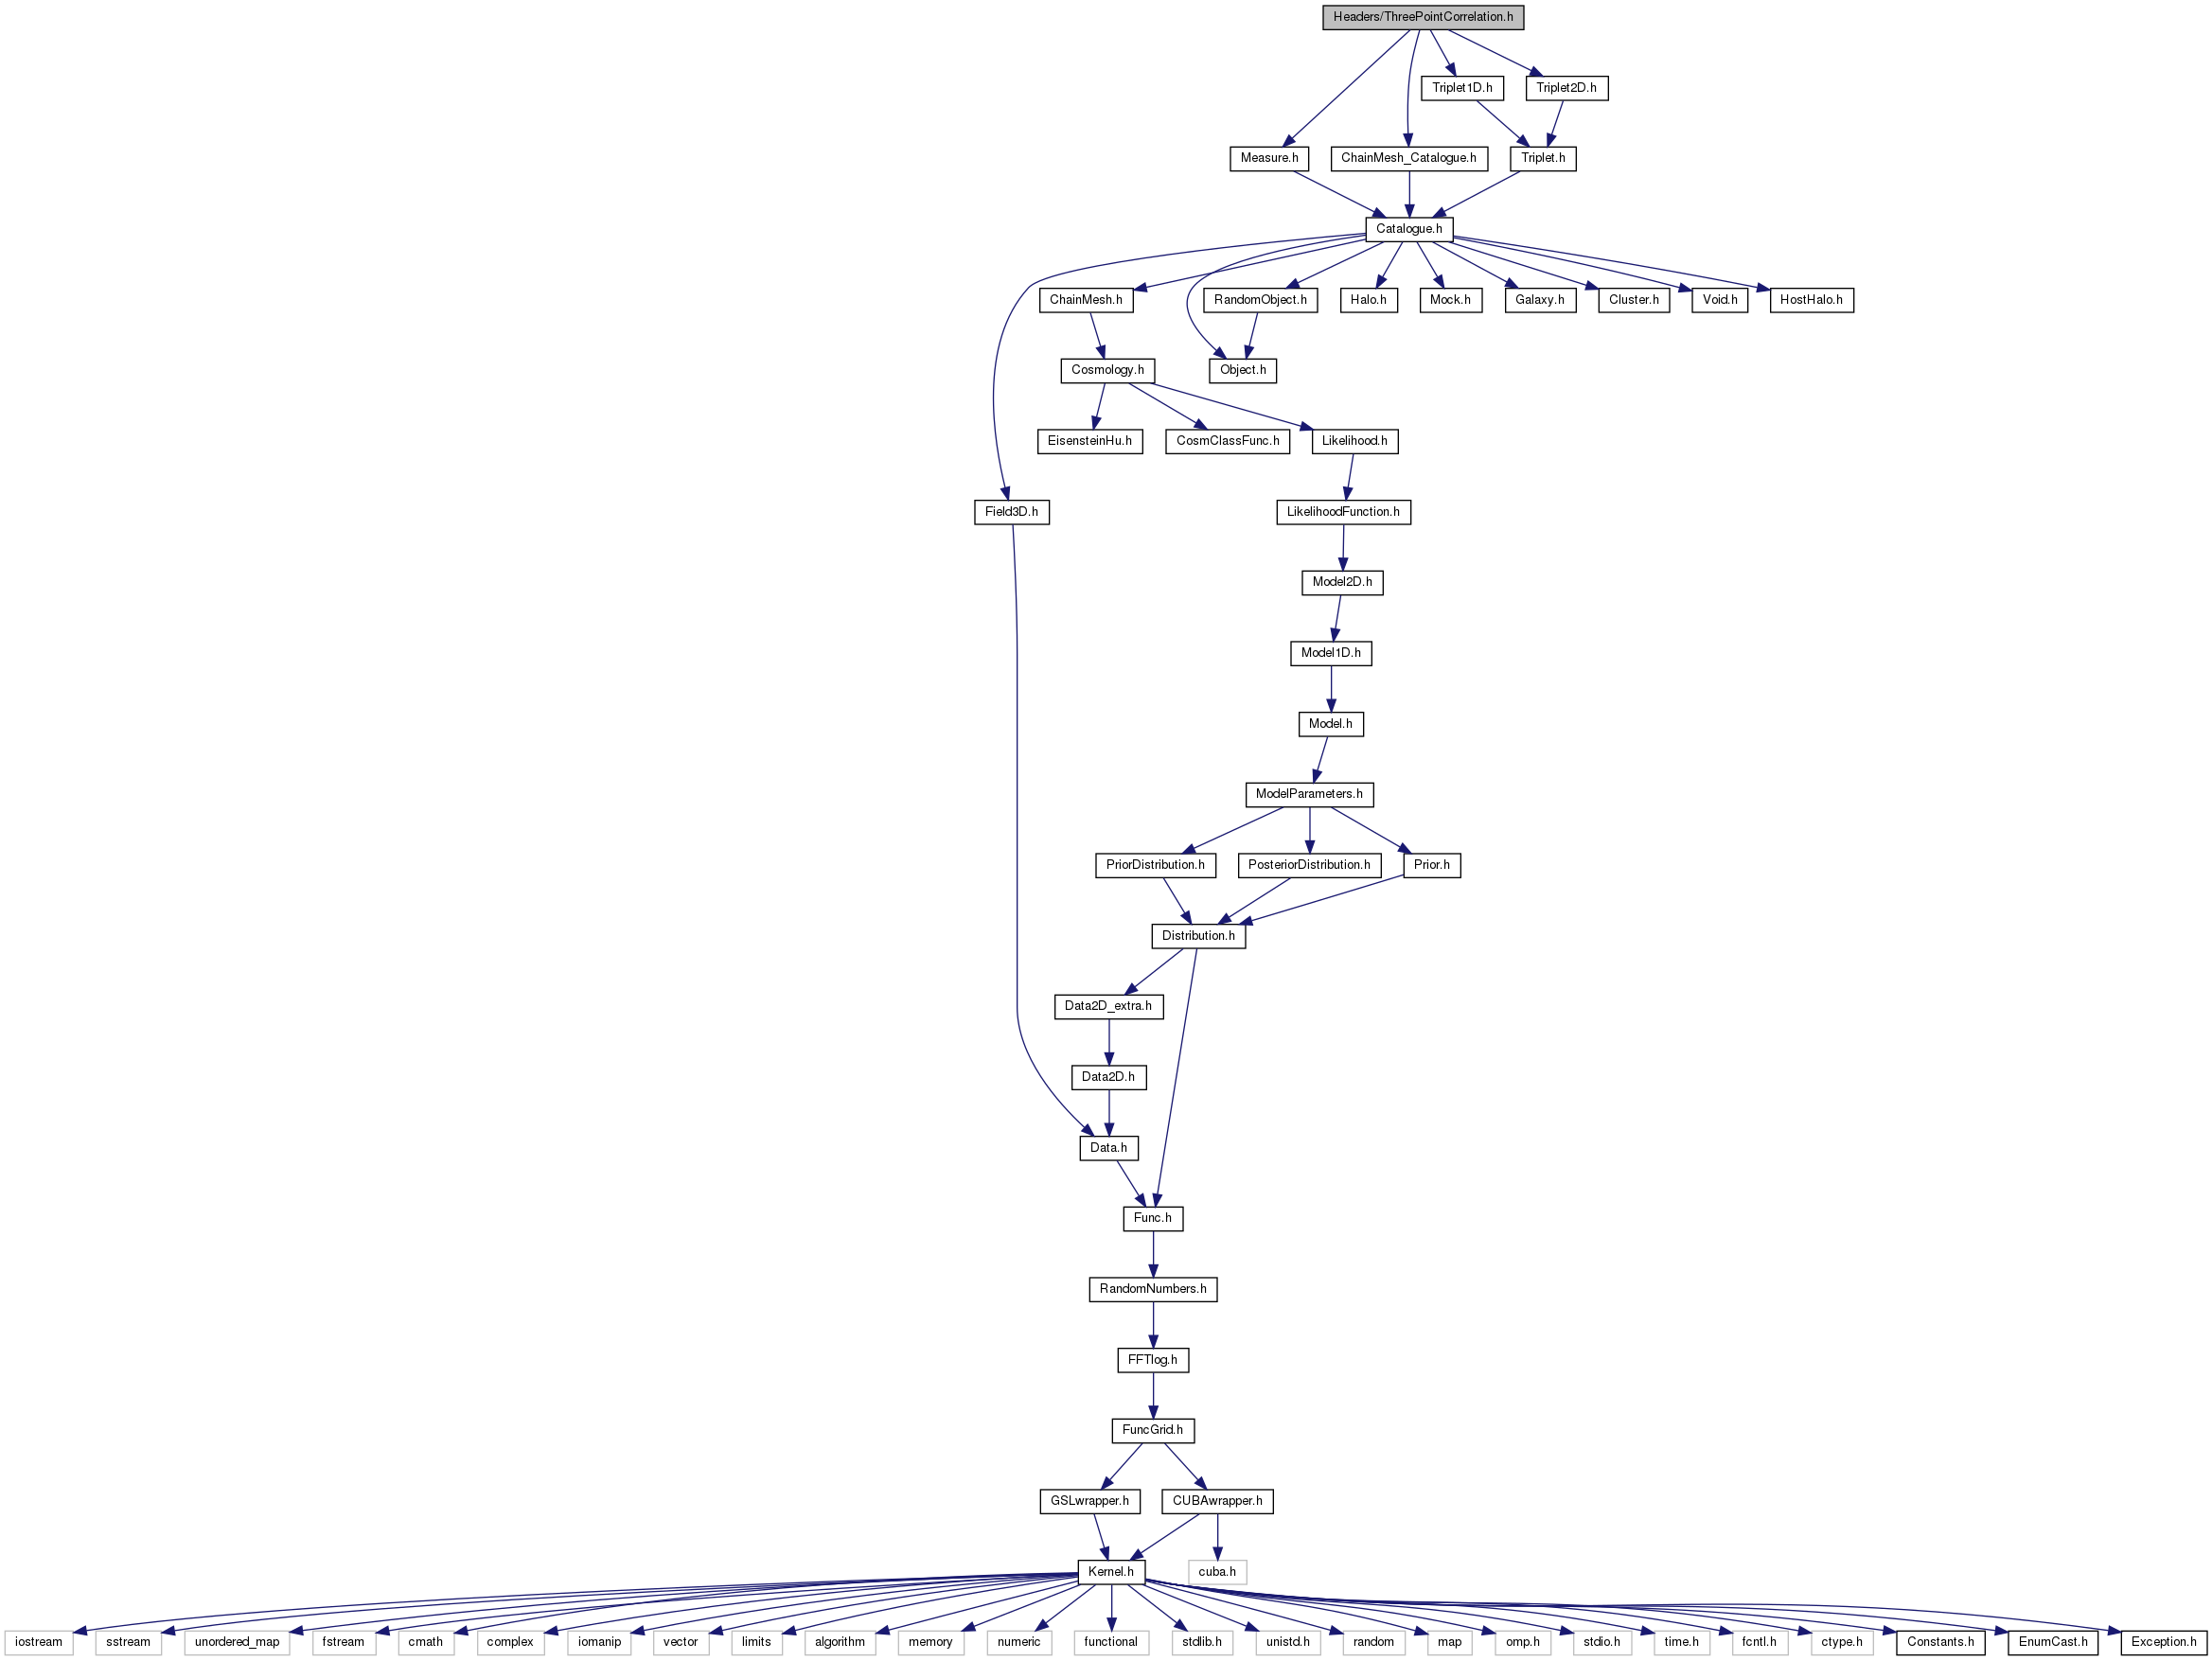 Headers/ThreePointCorrelation.h
Triplet1D.h
Triplet2D.h
Measure.h
ChainMesh_Catalogue.h
Triplet.h
Catalogue.h
ChainMesh.h
RandomObject.h
Halo.h
Mock.h
Galaxy.h
Cluster.h
Void.h
HostHalo.h
Cosmology.h
Object.h
EisensteinHu.h
CosmClassFunc.h
Likelihood.h
Field3D.h
LikelihoodFunction.h
Model2D.h
Model1D.h
Model.h
ModelParameters.h
PriorDistribution.h
PosteriorDistribution.h
Prior.h
Distribution.h
Data2D_extra.h
Data2D.h
Data.h
Func.h
RandomNumbers.h
FFTlog.h
FuncGrid.h
GSLwrapper.h
CUBAwrapper.h
Kernel.h
cuba.h
iostream
sstream
unordered_map
fstream
cmath
complex
iomanip
vector
limits
algorithm
memory
numeric
functional
stdlib.h
unistd.h
random
map
omp.h
stdio.h
time.h
fcntl.h
ctype.h
Constants.h
EnumCast.h
Exception.h